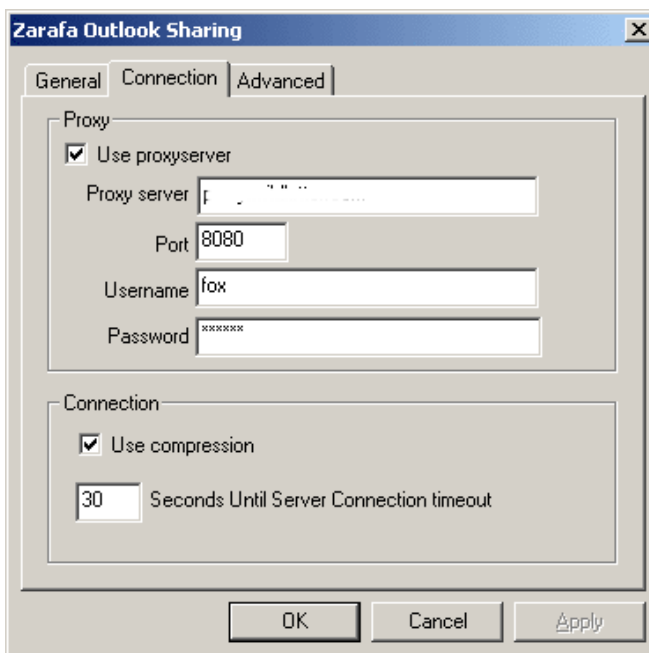 Zarafa Outlook Sharing
General Connection Advanced
Proxy
Use proxyserver
Proxy server
Port 8080
Username fox
Password ******
Connection
Use compression
30 Seconds Until Server Connection timeout
OK Cancel Apply